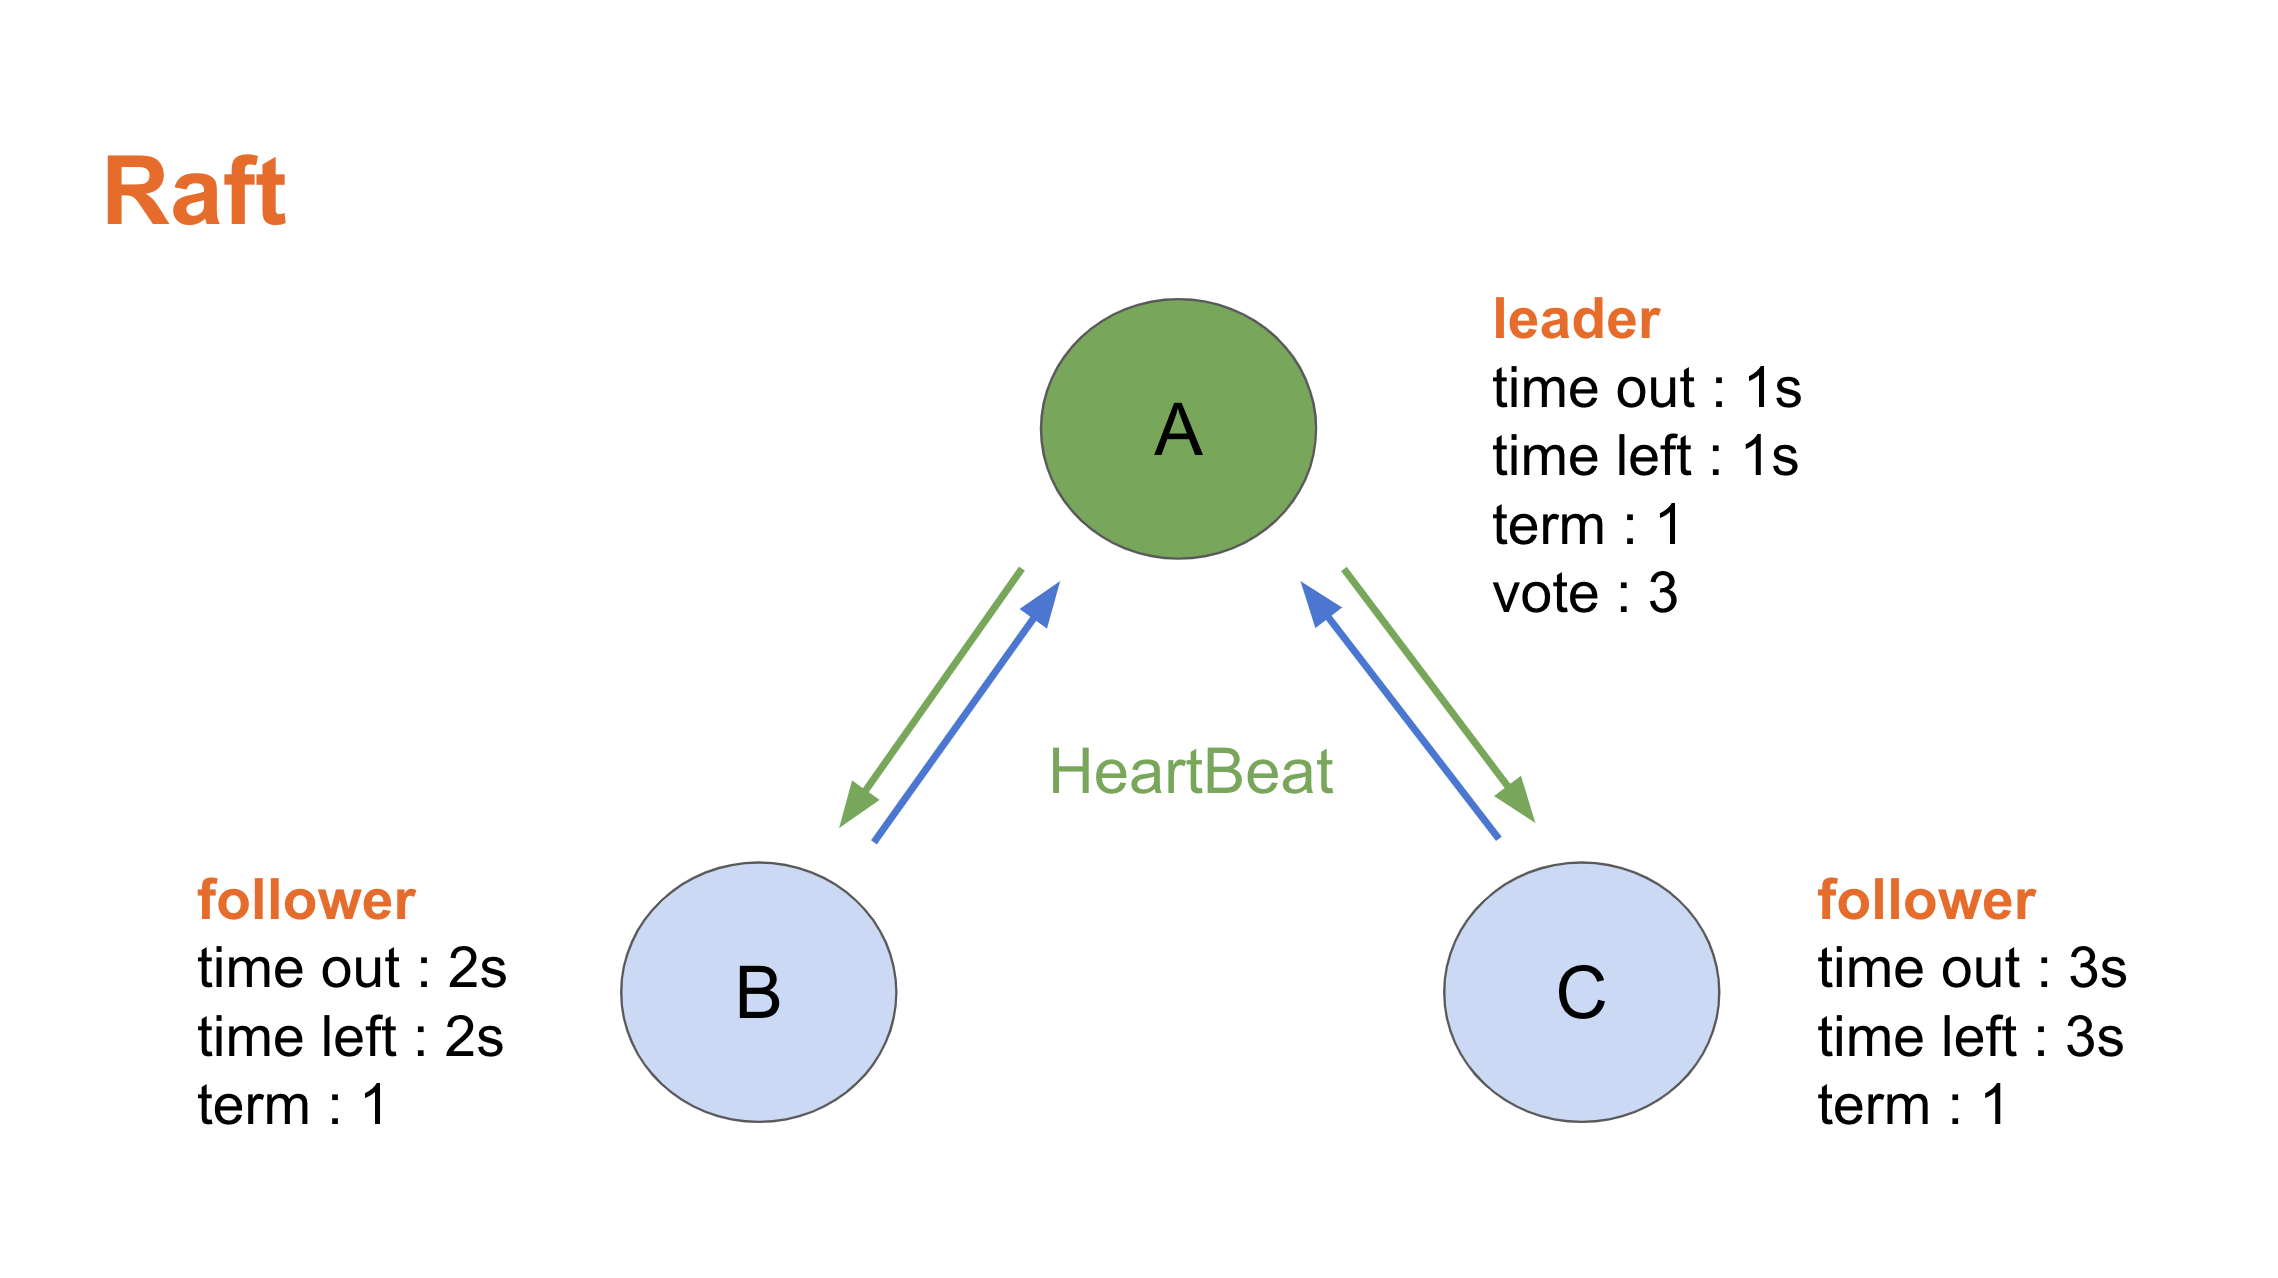 Raft
A
leader
time out : 1s
time left : 1s
term : 1
vote : 3
HeartBeat
follower
time out : 2s
time left : 2s
term : 1
B
C
follower
time out : 3s
time left : 3s
term : 1